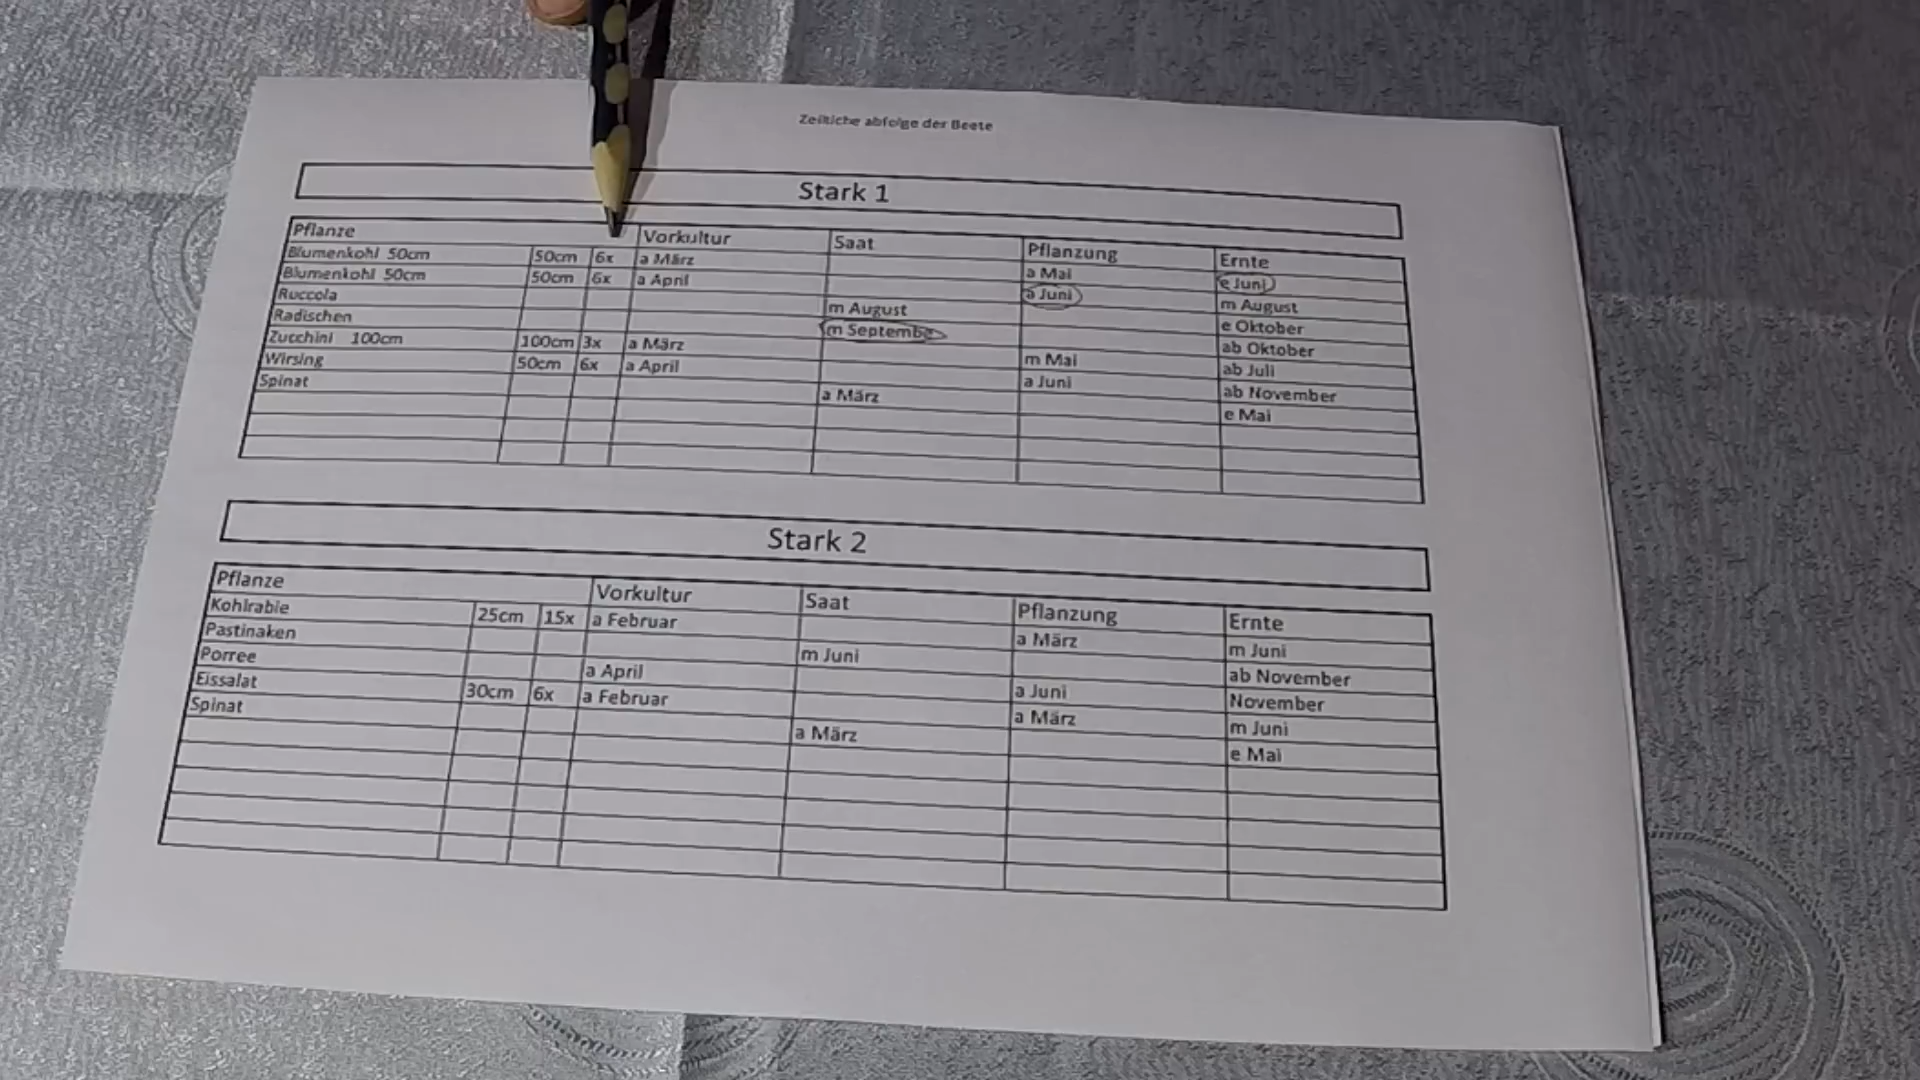 Zeitliche abfolge der Beete
Stark 1
Pflanze Vorkultur Saat Pflanzung Ernte
Blumenkohl 50cm 50cm 6x a März a Mai e Juni
Blumenkohl 50cm 50cm 6x a April a Juni m August
Ruccola m August e Oktober
Radischen m September ab Oktober
Zucchini 100cm 100cm 3x a März m Mai ab Juli
Wirsing 50cm 6x a April a Juni ab November
Spinat a März e Mai
Stark 2
Pflanze Vorkultur Saat Pflanzung Ernte
Kohlrabie 25cm 15x a Februar a März m Juni
Pastinaken m Juni ab November
Porree a April a Juni November
Eissalat 30cm 6x a Februar a März m Juni
Spinat a März e Mai